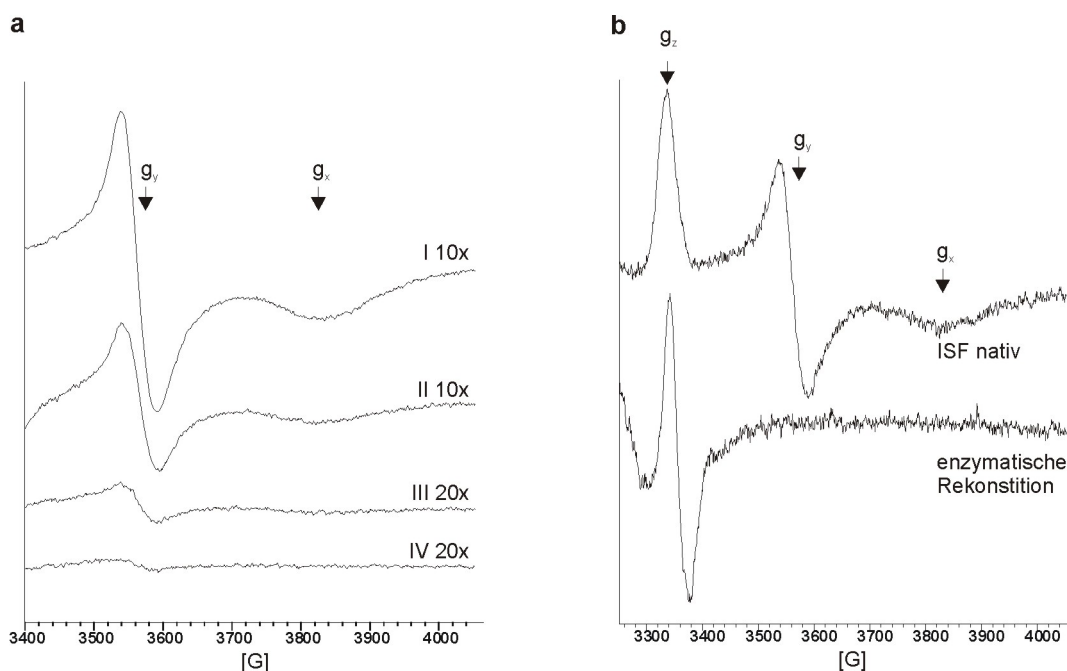 a
g_y
g_x
I 10x
II 10x
III 20x
IV 20x
3400 3500 3600 3700 3800 3900 4000
[G]
b
g_z
g_y
g_x
ISF nativ
enzymatische
Rekonstition
3300 3400 3500 3600 3700 3800 3900 4000
[G]